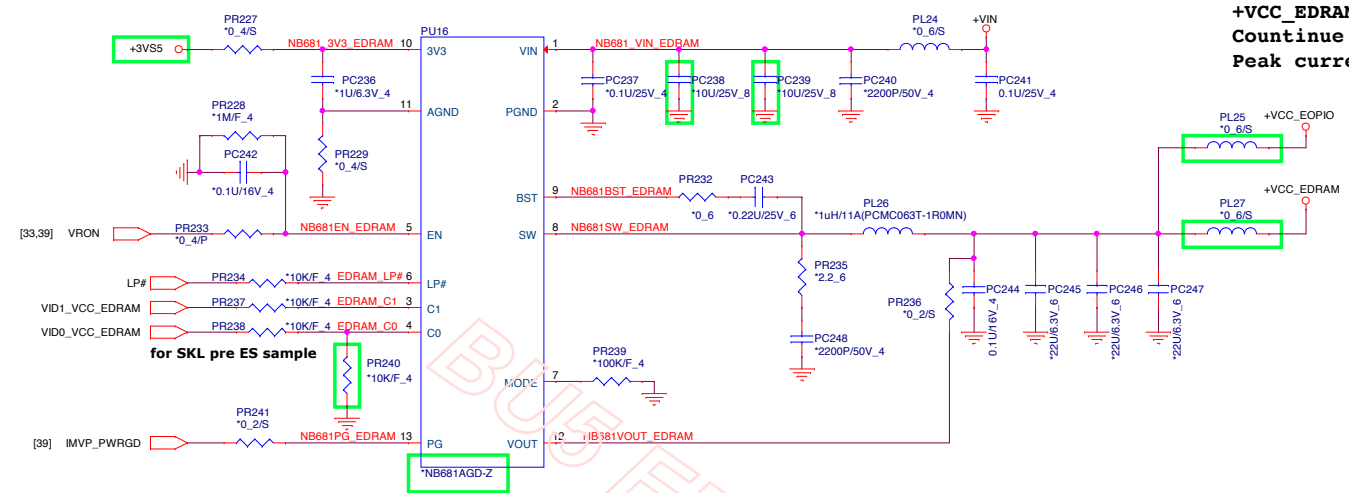 +VCC_EDRAM
Countinue
Peak curre
PR227
*0_4/S
+3VS5
NB681_3V3_EDRAM
10
PU16
3V3
VIN
1
NB681_VIN_EDRAM
PL24
*0_6/S
+VIN
PC236
*1U/6.3V_4
PC237
*0.1U/25V_4
PC238
*10U/25V_8
PC239
*10U/25V_8
PC240
*2200P/50V_4
PC241
0.1U/25V_4
11
AGND
PGND
2
PR228
*1M/F_4
PC242
*0.1U/16V_4
PR229
*0_4/S
PL25
*0_6/S
+VCC_EOPIO
BST
9
NB681BST_EDRAM
PR232
*0_6
PC243
*0.22U/25V_6
PL26
*1uH/11A(PCMC063T-1R0MN)
+VCC_EDRAM
PL27
*0_6/S
[33,39]
VRON
PR233
*0_4/P
NB681EN_EDRAM
5
EN
SW
8
NB681SW_EDRAM
PR235
*2.2_6
LP#
PR234
*10K/F_4
EDRAM_LP#
6
LP#
VID1_VCC_EDRAM
PR237
*10K/F_4
EDRAM_C1
3
C1
VID0_VCC_EDRAM
PR238
*10K/F_4
EDRAM_C0
4
C0
for SKL pre ES sample
PR236
*0_2/S
PC244
0.1U/16V_4
PC245
*22U/6.3V_6
PC246
*22U/6.3V_6
PC247
*22U/6.3V_6
PC248
*2200P/50V_4
PR240
*10K/F_4
MODE
7
PR239
*100K/F_4
PR241
*0_2/S
[39]
IMVP_PWRGD
NB681PG_EDRAM
13
PG
VOUT
12
NB681VOUT_EDRAM
*NB681AGD-Z
BU5